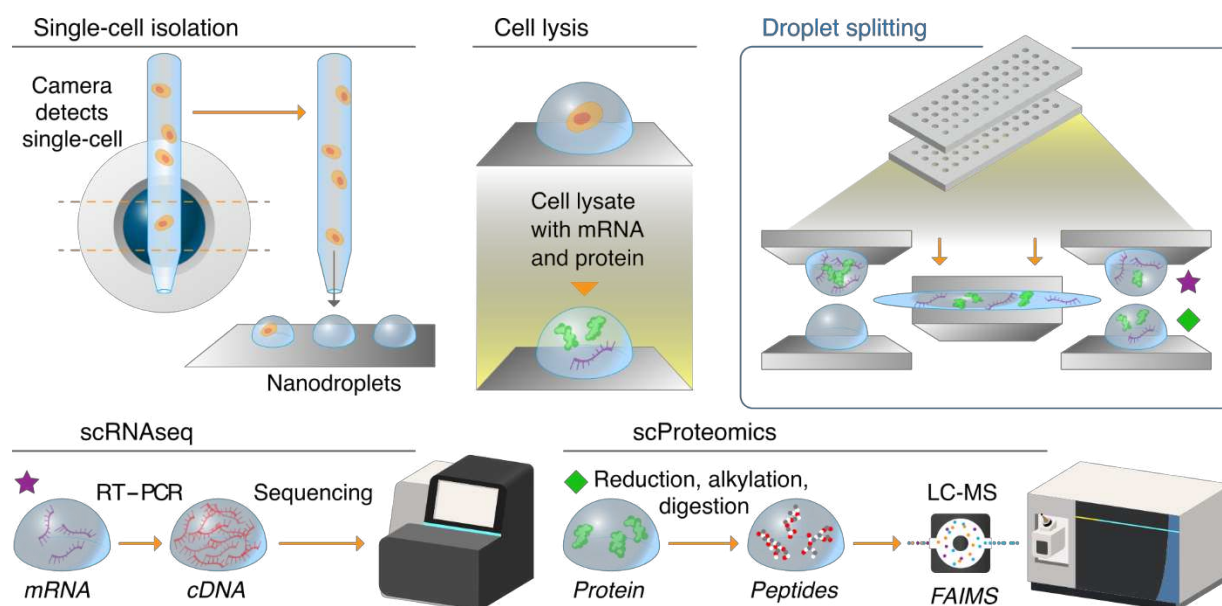 Single-cell isolation
Camera
detects
single-cell
Nanodroplets
Cell lysis
Cell lysate
with mRNA
and protein
Droplet splitting
scRNAseq
RT-PCR
Sequencing
mRNA
cDNA
scProteomics
Reduction, alkylation,
digestion
LC-MS
Protein
Peptides
FAIMS